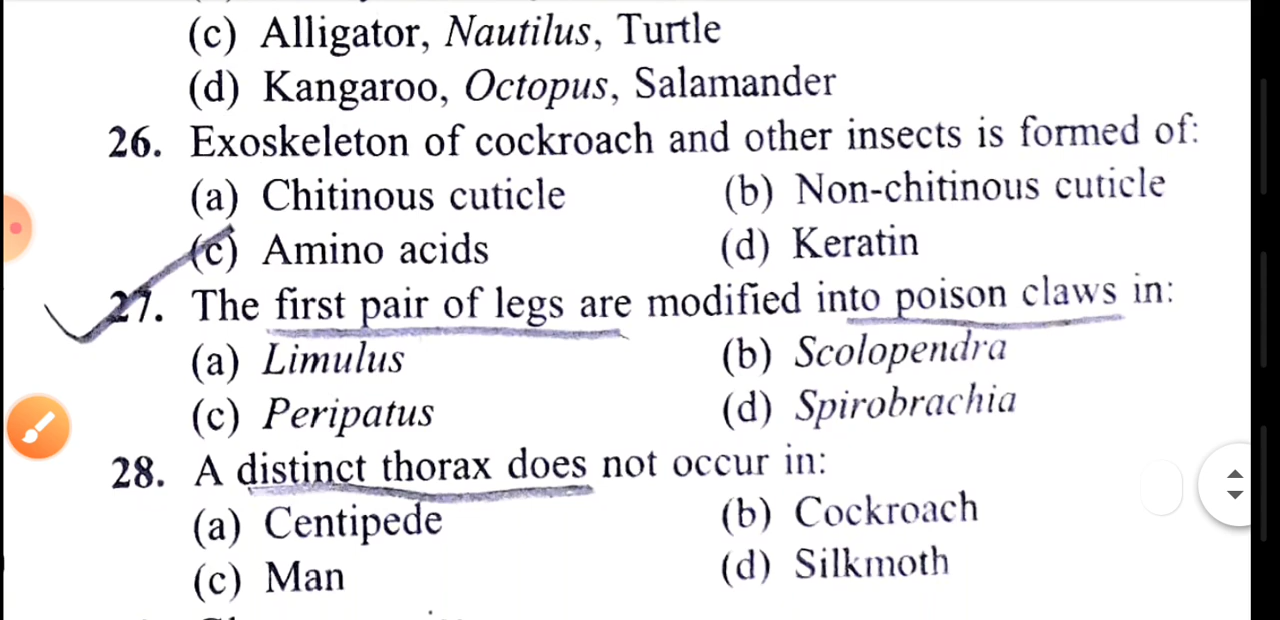 (c) Alligator, Nautilus, Turtle
(d) Kangaroo, Octopus, Salamander
26. Exoskeleton of cockroach and other insects is formed of:
(a) Chitinous cuticle (b) Non-chitinous cuticle
(c) Amino acids (d) Keratin
27. The first pair of legs are modified into poison claws in:
(a) Limulus (b) Scolopendra
(c) Peripatus (d) Spirobrachia
28. A distinct thorax does not occur in:
(a) Centipede (b) Cockroach
(c) Man (d) Silkmoth